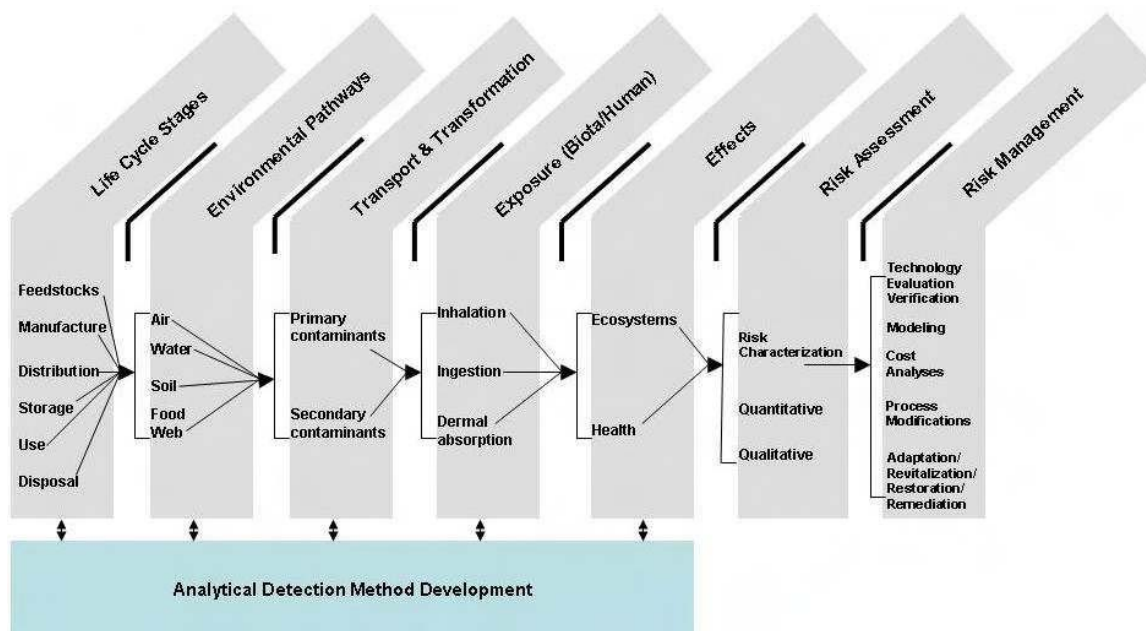 Life Cycle Stages
Environmental Pathways
Transport & Transformation
Exposure (Biota/Human)
Effects
Risk Assessment
Risk Management
Feedstocks
Manufacture
Distribution
Storage
Use
Disposal
Air
Water
Soil
Food
Web
Primary
contaminants
Secondary
contaminants
Inhalation
Ingestion
Dermal
absorption
Ecosystems
Health
Risk
Characterization
Quantitative
Qualitative
Technology
Evaluation
Verification
Modeling
Cost
Analyses
Process
Modifications
Adaptation/
Revitalization/
Restoration/
Remediation
Analytical Detection Method Development